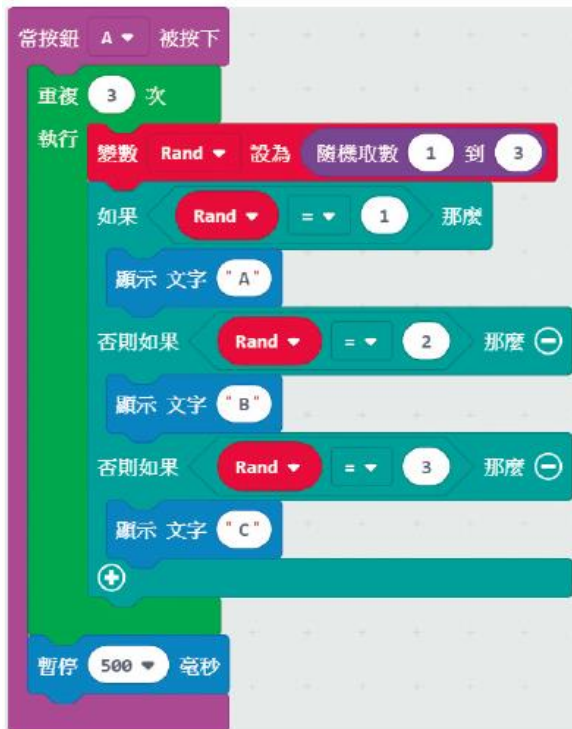 當按鈕 A 被按下
重複 3 次
執行
變數 Rand 設為 隨機取數 1 到 3
如果 Rand = 1 那麼
顯示 文字 "A"
否則如果 Rand = 2 那麼
顯示 文字 "B"
否則如果 Rand = 3 那麼
顯示 文字 "C"
暫停 500 毫秒